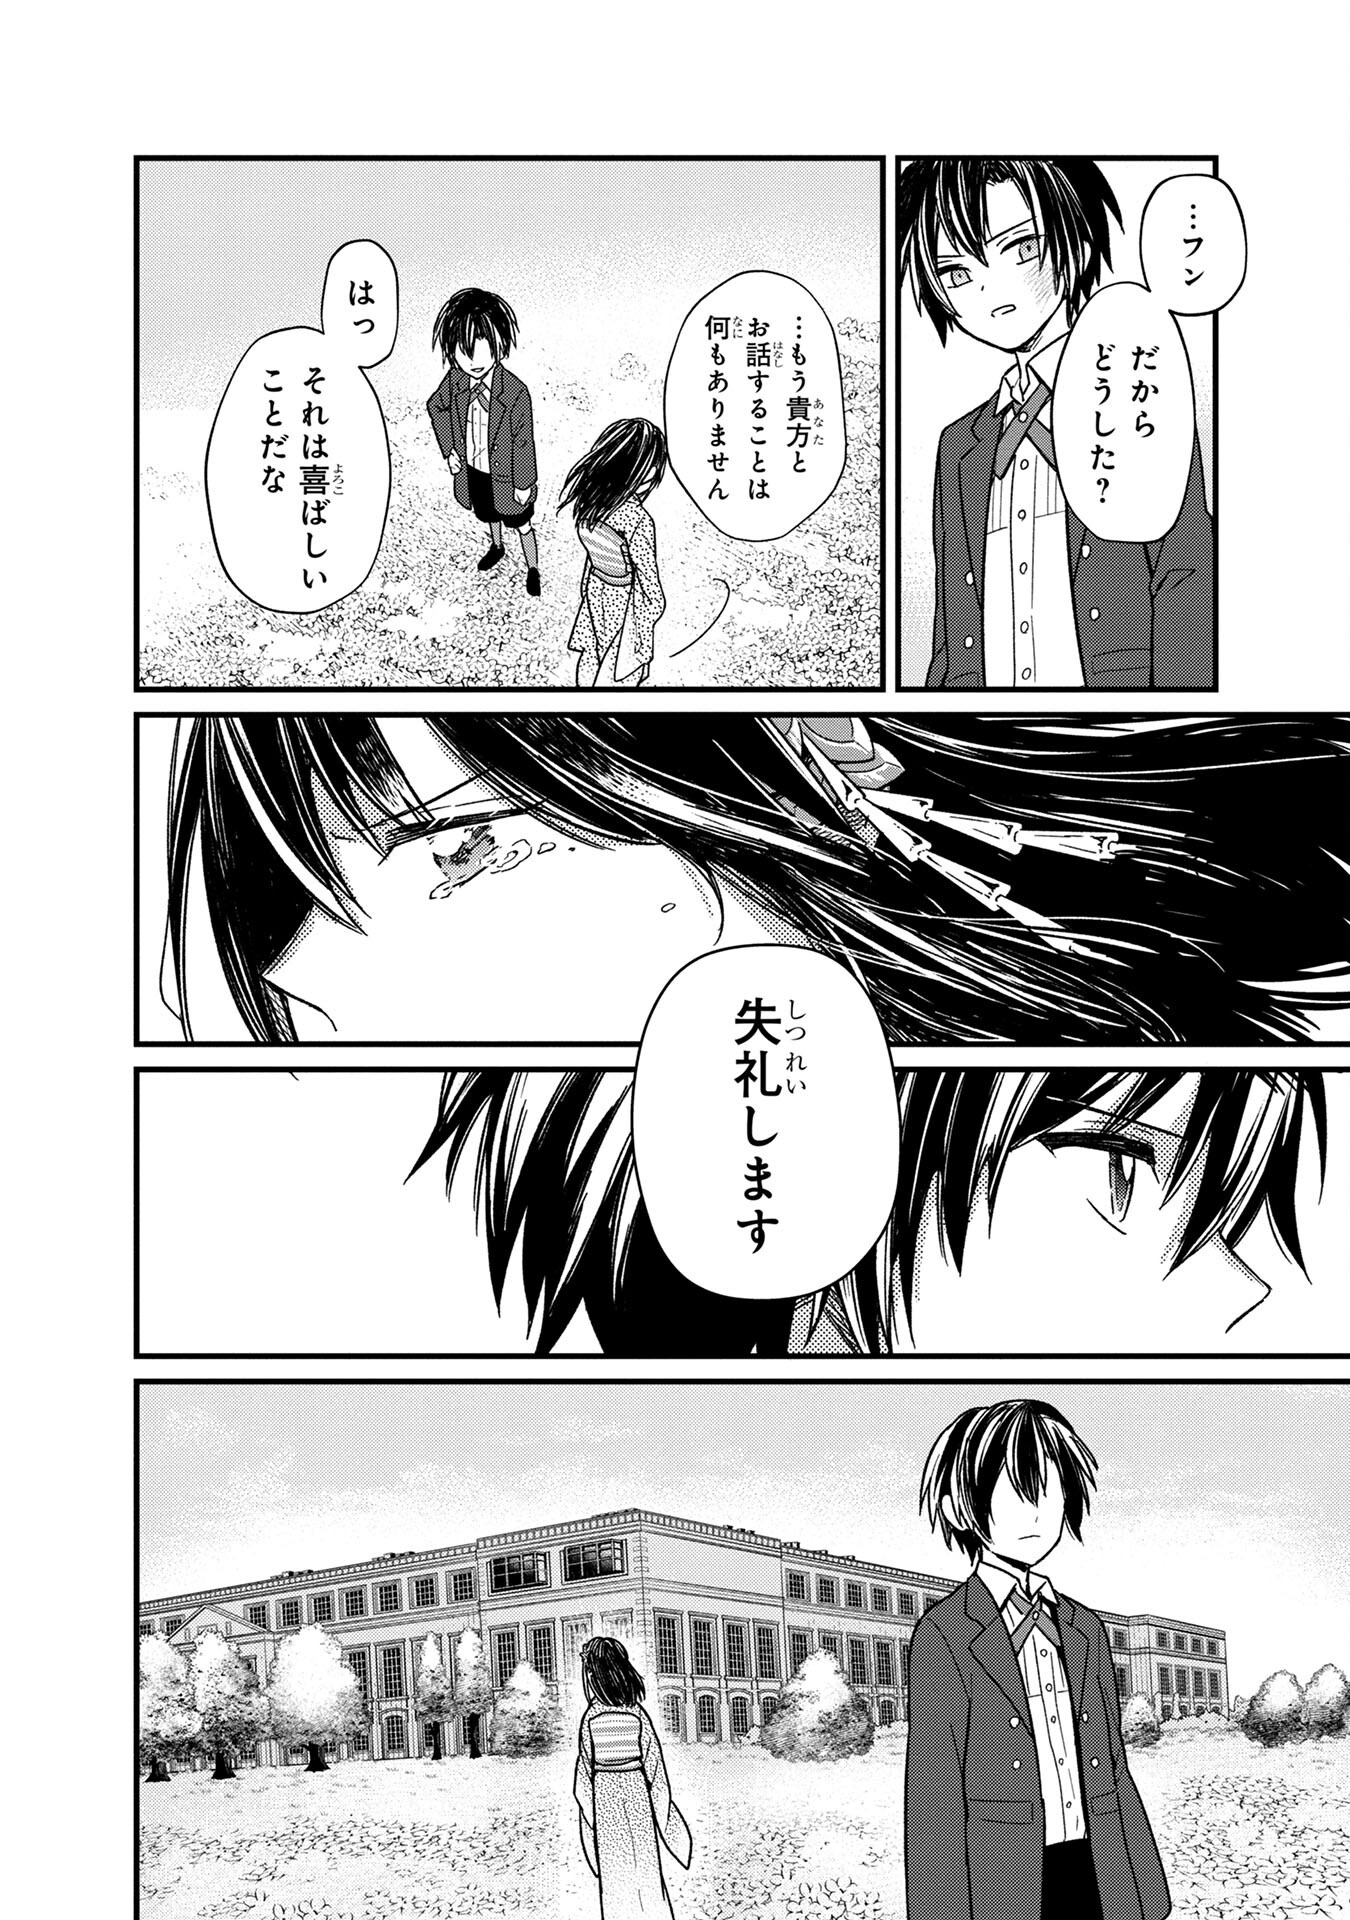 …フン
だから
どうした?
…もう貴方と
お話することは
何もありません
はっ
それは喜ばしい
ことだな
失礼します